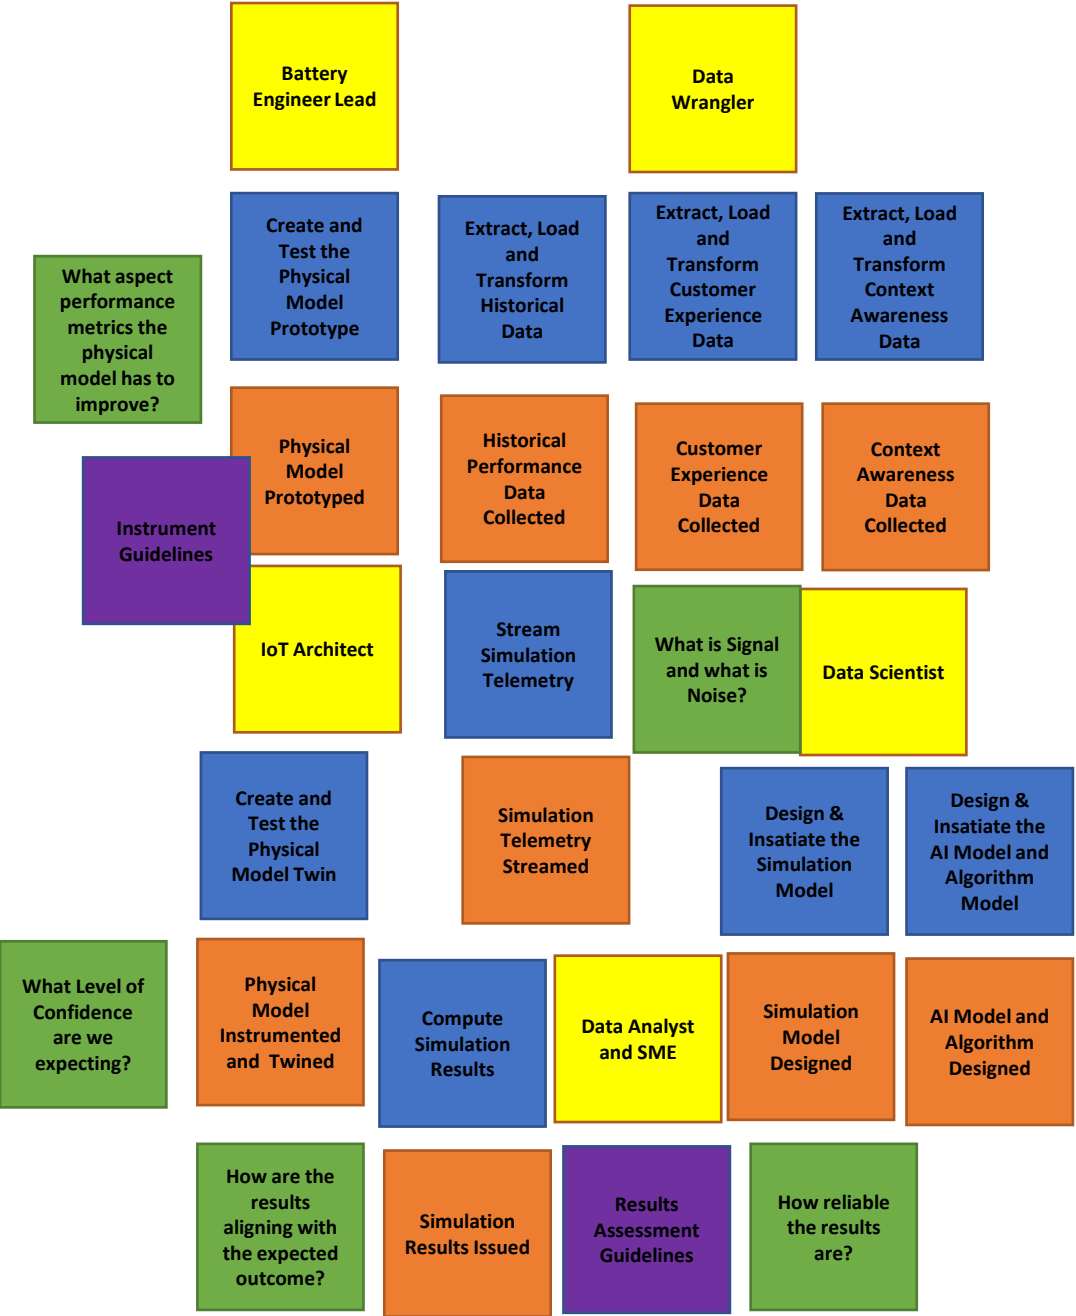 Battery
Engineer Lead
Data
Wrangler
Create and
Test the
Physical
Model
Prototype
Extract, Load
and
Transform
Historical
Data
Extract, Load
and
Transform
Customer
Experience
Data
Extract, Load
and
Transform
Context
Awareness
Data
What aspect
performance
metrics the
physical
model has to
improve?
Physical
Model
Prototyped
Historical
Performance
Data
Collected
Customer
Experience
Data
Collected
Context
Awareness
Data
Collected
Instrument
Guidelines
IoT Architect
Stream
Simulation
Telemetry
What is Signal
and what is
Noise?
Data Scientist
Create and
Test the
Physical
Model Twin
Simulation
Telemetry
Streamed
Design &
Insatiate the
Simulation
Model
Design &
Insatiate the
AI Model and
Algorithm
Model
What Level of
Confidence
are we
expecting?
Physical
Model
Instrumented
and Twined
Compute
Simulation
Results
Data Analyst
and SME
Simulation
Model
Designed
AI Model and
Algorithm
Designed
How are the
results
aligning with
the expected
outcome?
Simulation
Results Issued
Results
Assessment
Guidelines
How reliable
the results
are?